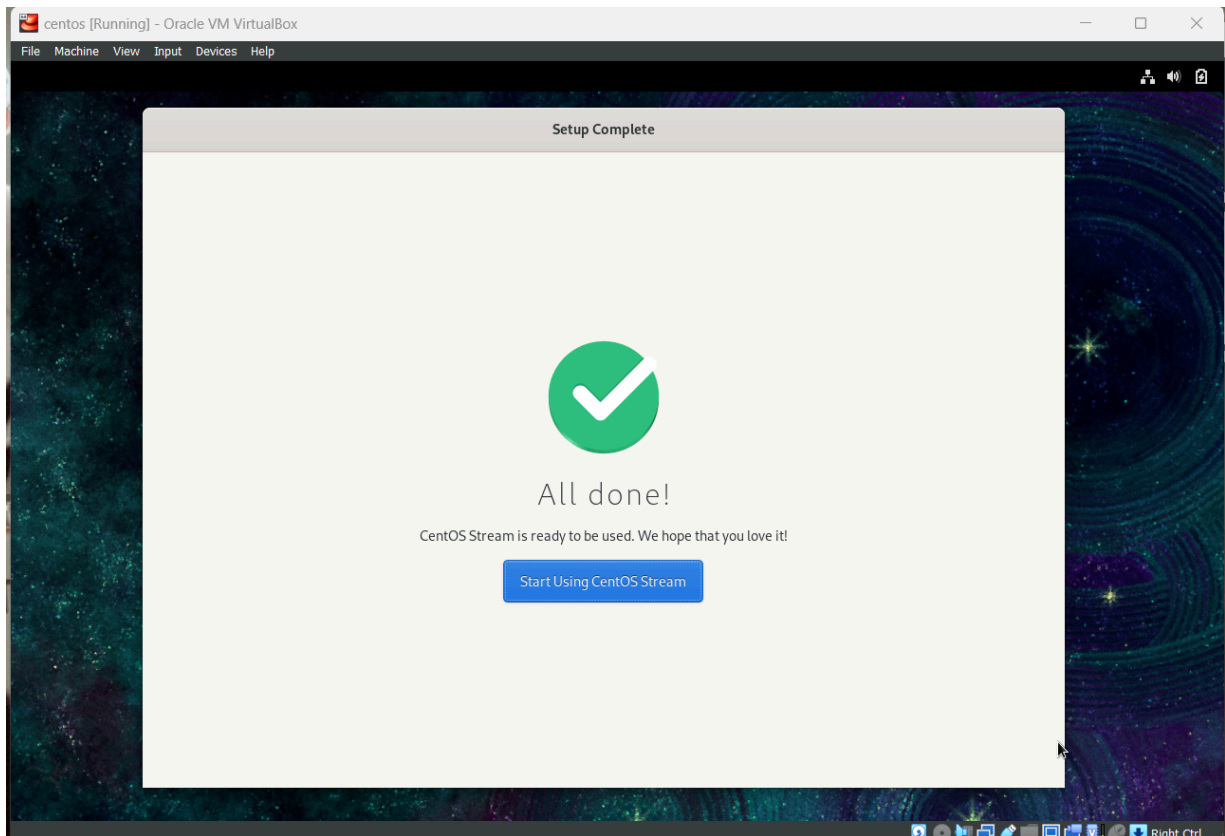 centos [Running] - Oracle VM VirtualBox
File Machine View Input Devices Help
Setup Complete
All done!
CentOS Stream is ready to be used. We hope that you love it!
Start Using CentOS Stream
Right Ctrl